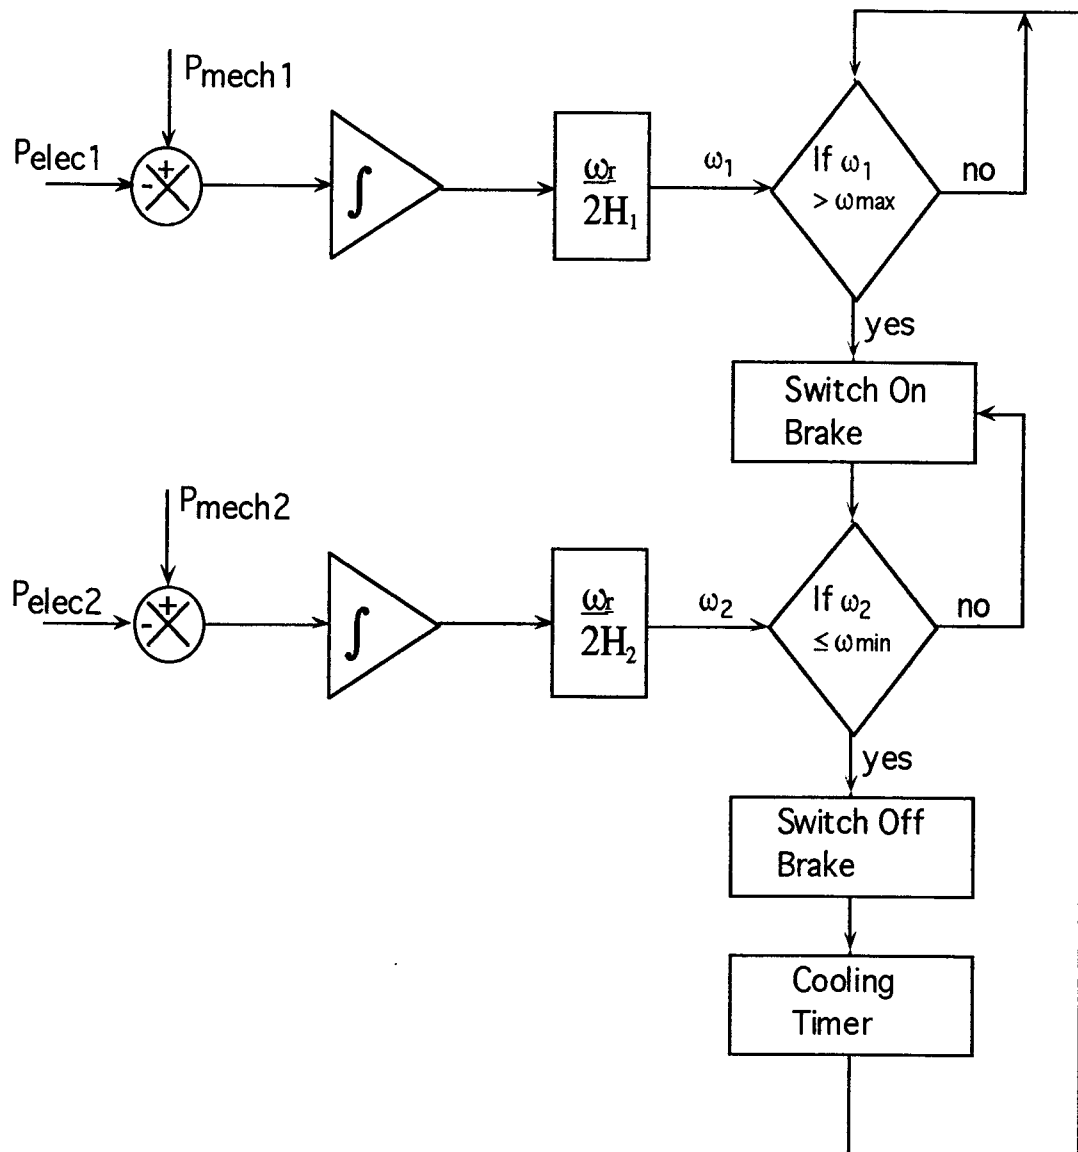 Pmech1
Pelec1
+
-
∫
ωr
2H1
ω1
If ω1
> ωmax
no
yes
Switch On
Brake
Pmech2
Pelec2
+
-
∫
ωr
2H2
ω2
If ω2
≤ ωmin
no
yes
Switch Off
Brake
Cooling
Timer